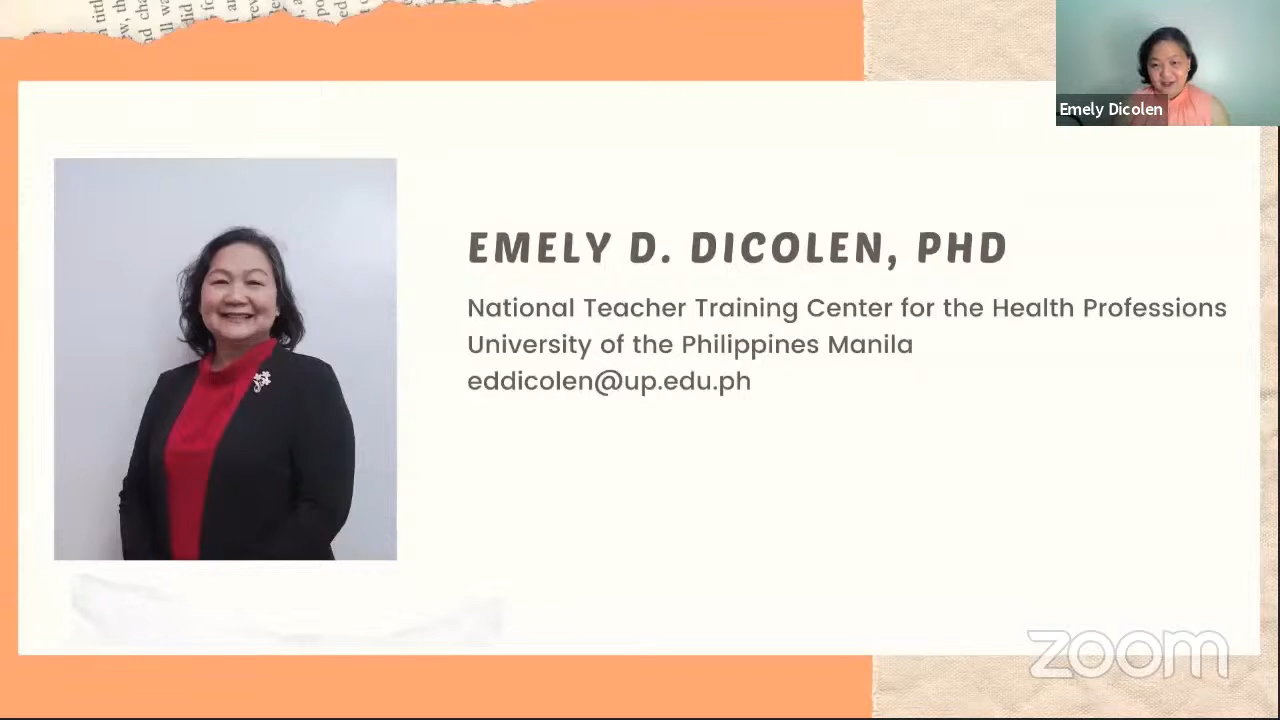 Emely Dicolen
EMELY D. DICOLEN, PHD
National Teacher Training Center for the Health Professions
University of the Philippines Manila
eddicolen@up.edu.ph
zoom